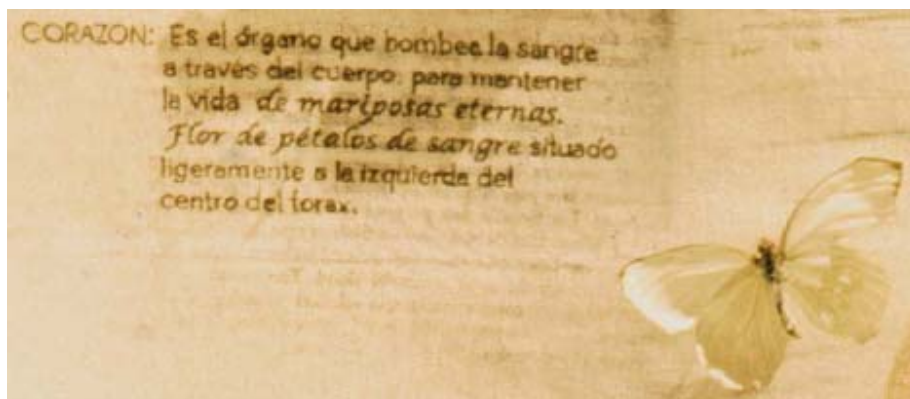 CORAZON: Es el órgano que bombea la sangre
a través del cuerpo, para mantener
la vida de mariposas eternas.
Flor de pétalos de sangre situado
ligeramente a la izquierda del
centro del torax.